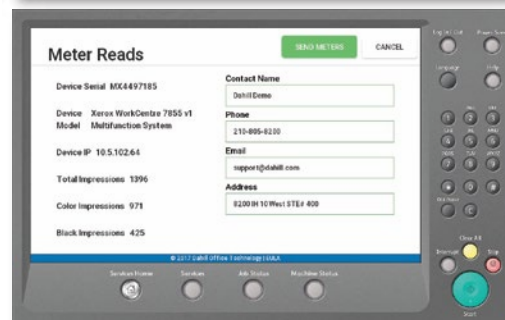 Log In / Out
Meter Reads
SEND METERS
CANCEL
Language
Help
Device Serial MX4497185
Contact Name
Dahill Demo
Device Model Xerox WorkCentre 7855 v1
Multifunction System
Phone
210-805-8200
Device IP 10.5.102.64
Email
support@dahill.com
Total Impressions 1396
Address
8200 IH 10 West STE# 400
Color Impressions 971
Black Impressions 425
© 2017 Dahill Office Technology | EULA
Services Home
Services
Job Status
Machine Status
Clear All
Interrupt
Stop
Start
C